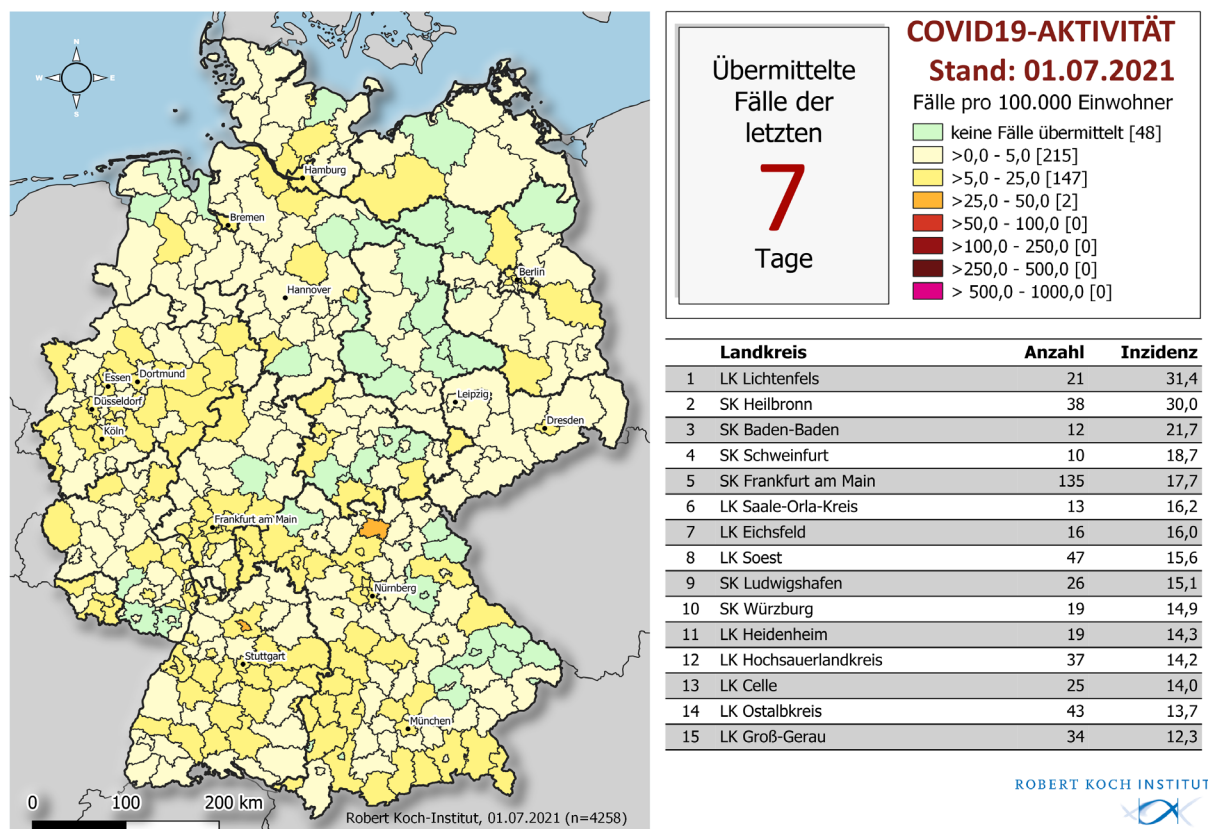 N
W E
S
Hamburg
Bremen
Berlin
Hannover
Essen Dortmund
Düsseldorf
Leipzig
Köln
Dresden
Frankfurt am Main
Nürnberg
Stuttgart
München
0 100 200 km
Robert Koch-Institut, 01.07.2021 (n=4258)
Übermittelte
Fälle der
letzten
7
Tage
COVID19-AKTIVITÄT
Stand: 01.07.2021
Fälle pro 100.000 Einwohner
keine Fälle übermittelt [48]
>0,0 - 5,0 [215]
>5,0 - 25,0 [147]
>25,0 - 50,0 [2]
>50,0 - 100,0 [0]
>100,0 - 250,0 [0]
>250,0 - 500,0 [0]
> 500,0 - 1000,0 [0]
Landkreis Anzahl Inzidenz
1 LK Lichtenfels 21 31,4
2 SK Heilbronn 38 30,0
3 SK Baden-Baden 12 21,7
4 SK Schweinfurt 10 18,7
5 SK Frankfurt am Main 135 17,7
6 LK Saale-Orla-Kreis 13 16,2
7 LK Eichsfeld 16 16,0
8 LK Soest 47 15,6
9 SK Ludwigshafen 26 15,1
10 SK Würzburg 19 14,9
11 LK Heidenheim 19 14,3
12 LK Hochsauerlandkreis 37 14,2
13 LK Celle 25 14,0
14 LK Ostalbkreis 43 13,7
15 LK Groß-Gerau 34 12,3
ROBERT KOCH INSTITUT